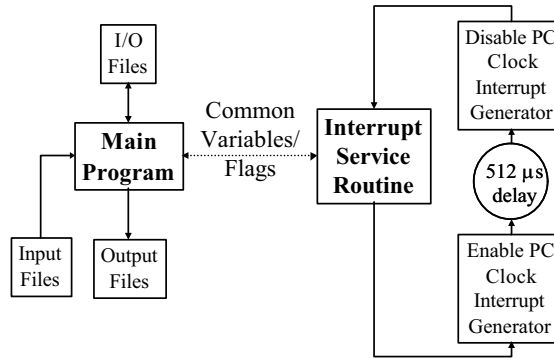 I/O
Files
Main
Program
Input
Files
Output
Files
Common
Variables/
Flags
Interrupt
Service
Routine
Disable PC
Clock
Interrupt
Generator
512 μs
delay
Enable PC
Clock
Interrupt
Generator